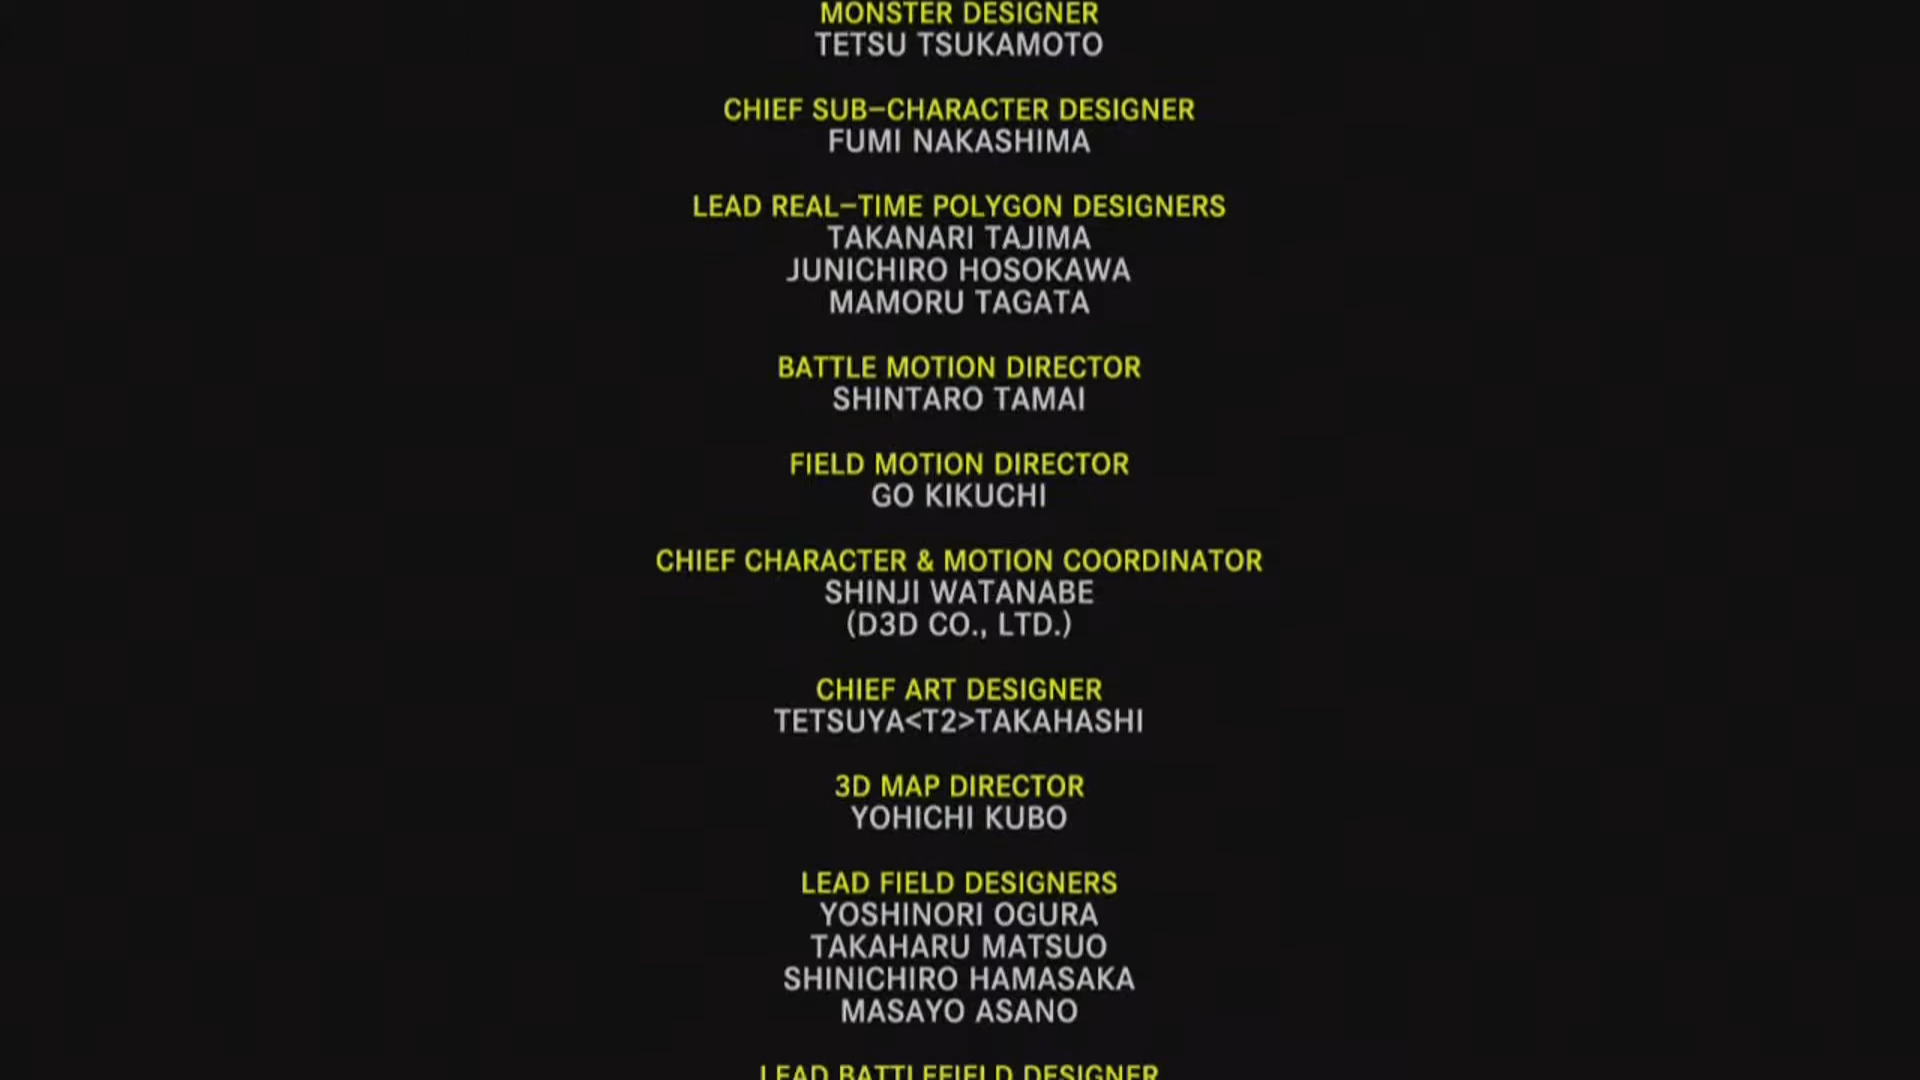 MONSTER DESIGNER
TETSU TSUKAMOTO
CHIEF SUB-CHARACTER DESIGNER
FUMI NAKASHIMA
LEAD REAL-TIME POLYGON DESIGNERS
TAKANARI TAJIMA
JUNICHIRO HOSOKAWA
MAMORU TAGATA
BATTLE MOTION DIRECTOR
SHINTARO TAMAI
FIELD MOTION DIRECTOR
GO KIKUCHI
CHIEF CHARACTER & MOTION COORDINATOR
SHINJI WATANABE
(D3D CO., LTD.)
CHIEF ART DESIGNER
TETSUYA<T2>TAKAHASHI
3D MAP DIRECTOR
YOHICHI KUBO
LEAD FIELD DESIGNERS
YOSHINORI OGURA
TAKAHARU MATSUO
SHINICHIRO HAMASAKA
MASAYO ASANO
LEAD BATTLEFIELD DESIGNER